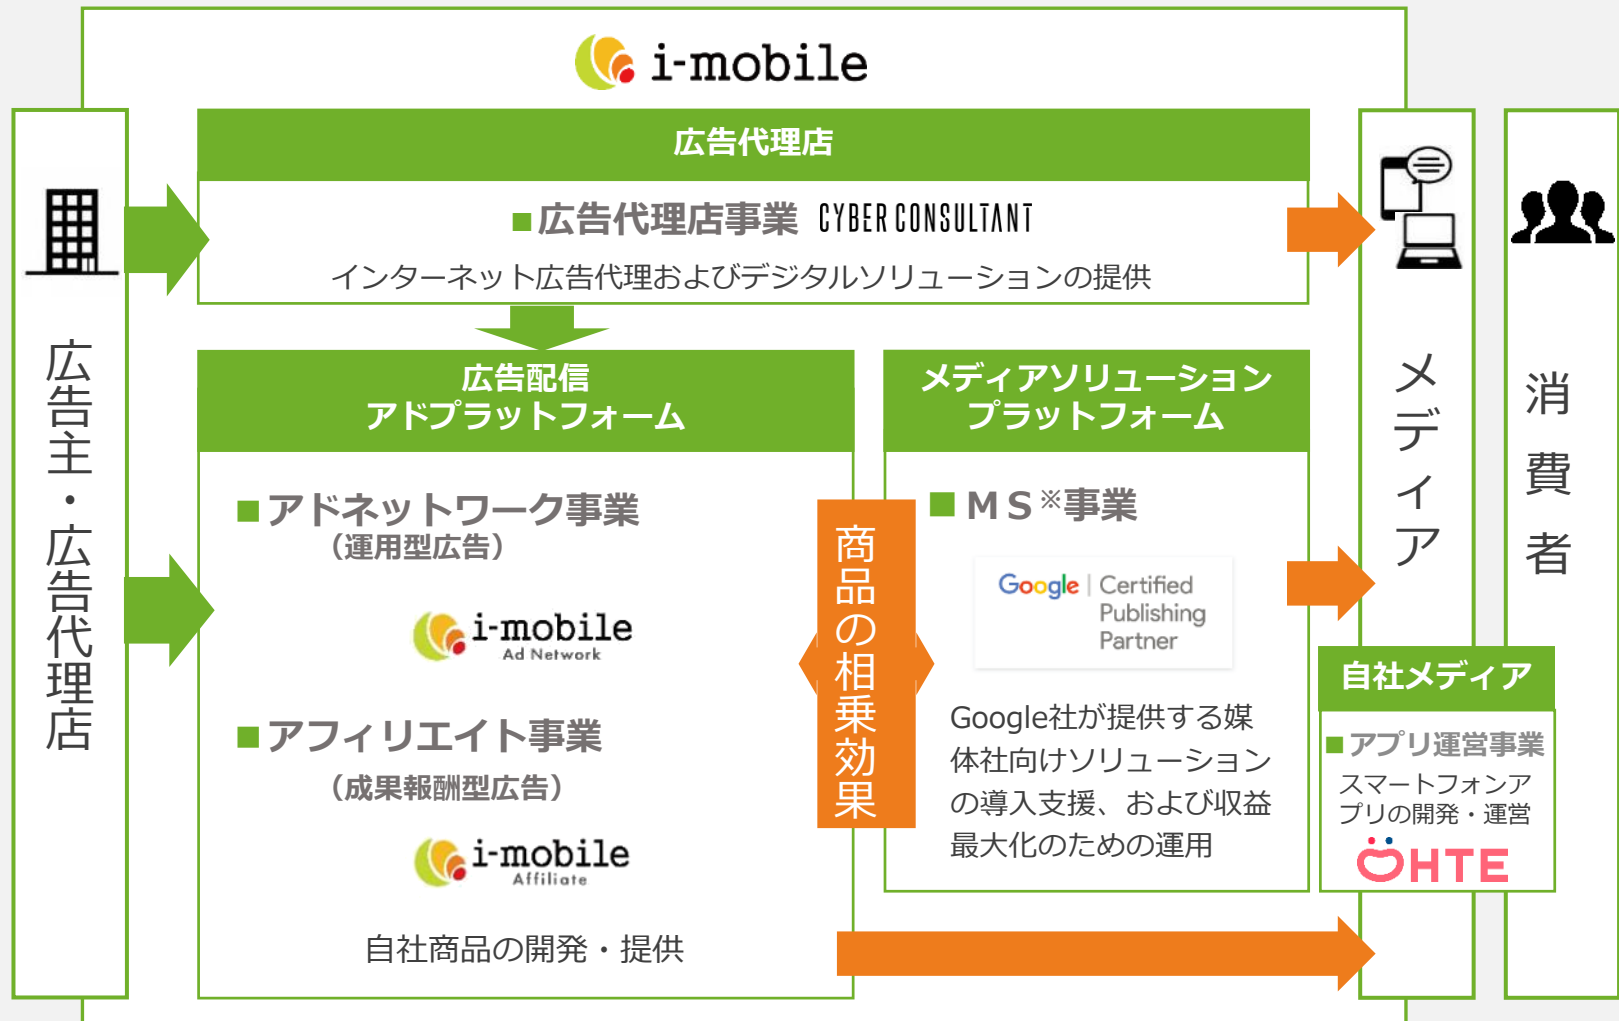 i-mobile
広告代理店
■広告代理店事業 CYBER CONSULTANT
インターネット広告代理およびデジタルソリューションの提供
広告主・広告代理店
広告配信
アドプラットフォーム
■アドネットワーク事業
（運用型広告）
i-mobile
Ad Network
■アフィリエイト事業
（成果報酬型広告）
i-mobile
Affiliate
自社商品の開発・提供
商品の相乗効果
メディアソリューション
プラットフォーム
■ＭＳ※事業
Google | Certified
Publishing
Partner
Google社が提供する媒
体社向けソリューション
の導入支援、および収益
最大化のための運用
メディア
自社メディア
■アプリ運営事業
スマートフォンア
プリの開発・運営
OHTE
消費者